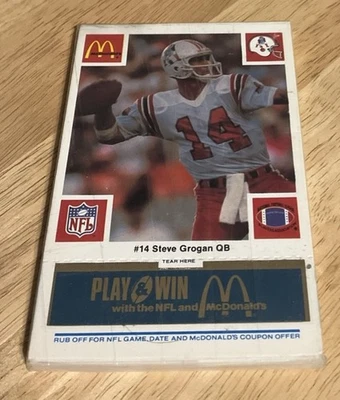 14
NFL
#14 Steve Grogan QB
TEAR HERE
PLAY & WIN
with the NFL and McDonald's
RUB OFF FOR NFL GAME DATE AND McDONALD'S COUPON OFFER